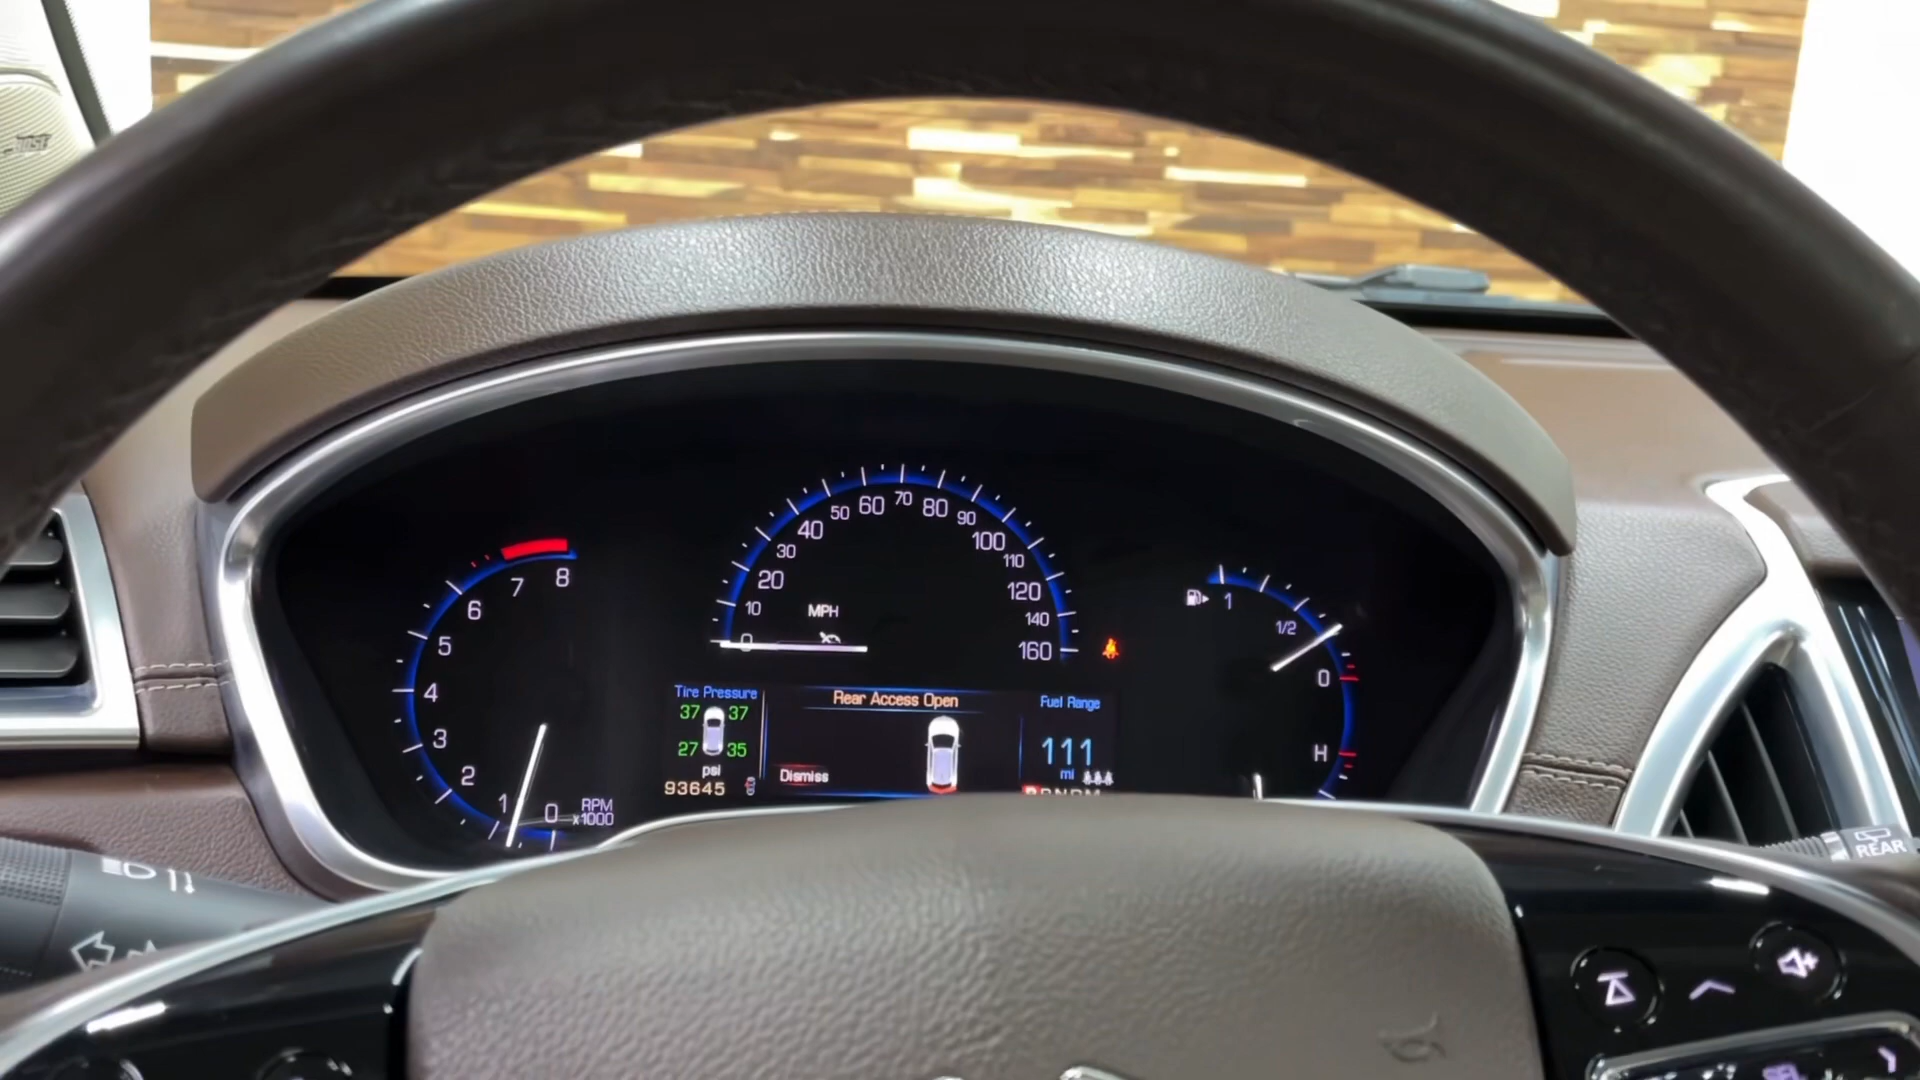 BOSE
60 70 80
50 90
40 100
30 110
20 120
10 MPH 140
0 160
7 8
6
5
4
3
2
1 0 RPM
x1000
1
1/2
0
H
Tire Pressure
37 37
27 35
psi
93645
Rear Access Open
Dismiss
Fuel Range
111
mi
REAR
SEL